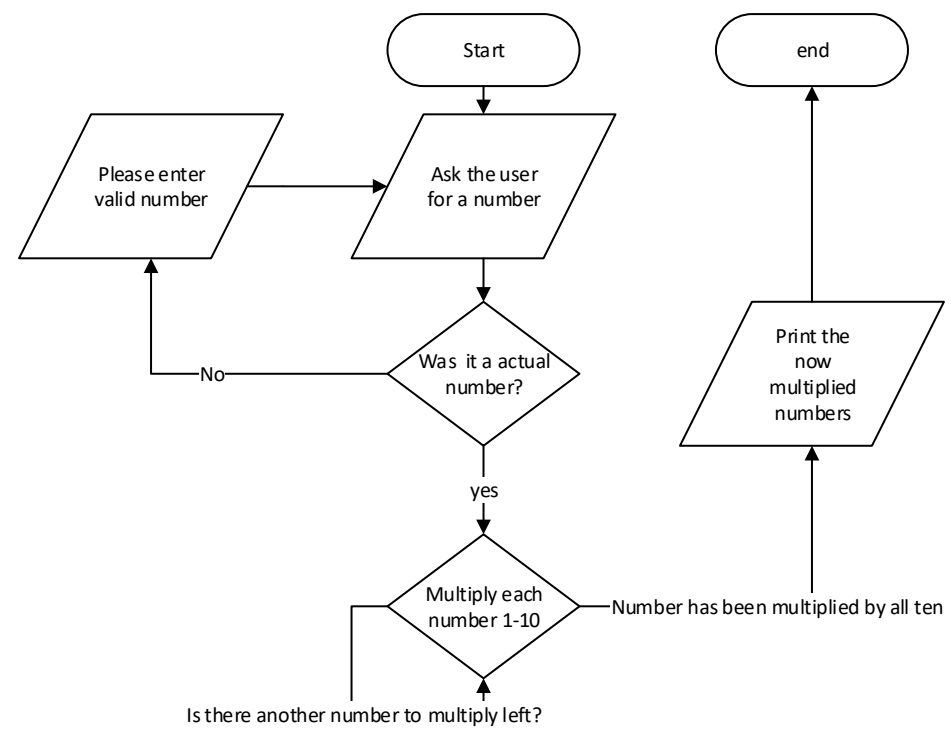 Start
end
Please enter
valid number
Ask the user
for a number
Was it a actual
number?
No
Print the
now
multiplied
numbers
yes
Multiply each
number 1-10
Number has been multiplied by all ten
Is there another number to multiply left?